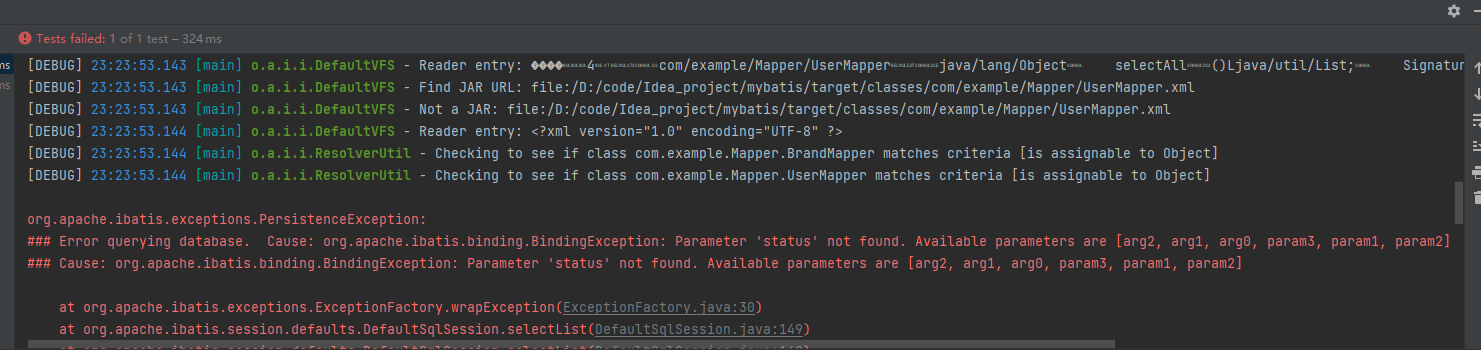 Tests failed: 1 of 1 test – 324 ms
ms [DEBUG] 23:23:53.143 [main] o.a.i.i.DefaultVFS - Reader entry: ���� 4 com/example/Mapper/UserMapper java/lang/Object selectAll ()Ljava/util/List; Signatur
ms [DEBUG] 23:23:53.143 [main] o.a.i.i.DefaultVFS - Find JAR URL: file:/D:/code/Idea_project/mybatis/target/classes/com/example/Mapper/UserMapper.xml
[DEBUG] 23:23:53.143 [main] o.a.i.i.DefaultVFS - Not a JAR: file:/D:/code/Idea_project/mybatis/target/classes/com/example/Mapper/UserMapper.xml
[DEBUG] 23:23:53.144 [main] o.a.i.i.DefaultVFS - Reader entry: <?xml version="1.0" encoding="UTF-8" ?>
[DEBUG] 23:23:53.144 [main] o.a.i.i.ResolverUtil - Checking to see if class com.example.Mapper.BrandMapper matches criteria [is assignable to Object]
[DEBUG] 23:23:53.144 [main] o.a.i.i.ResolverUtil - Checking to see if class com.example.Mapper.UserMapper matches criteria [is assignable to Object]
org.apache.ibatis.exceptions.PersistenceException:
### Error querying database.  Cause: org.apache.ibatis.binding.BindingException: Parameter 'status' not found. Available parameters are [arg2, arg1, arg0, param3, param1, param2]
### Cause: org.apache.ibatis.binding.BindingException: Parameter 'status' not found. Available parameters are [arg2, arg1, arg0, param3, param1, param2]
at org.apache.ibatis.exceptions.ExceptionFactory.wrapException(ExceptionFactory.java:30)
at org.apache.ibatis.session.defaults.DefaultSqlSession.selectList(DefaultSqlSession.java:149)